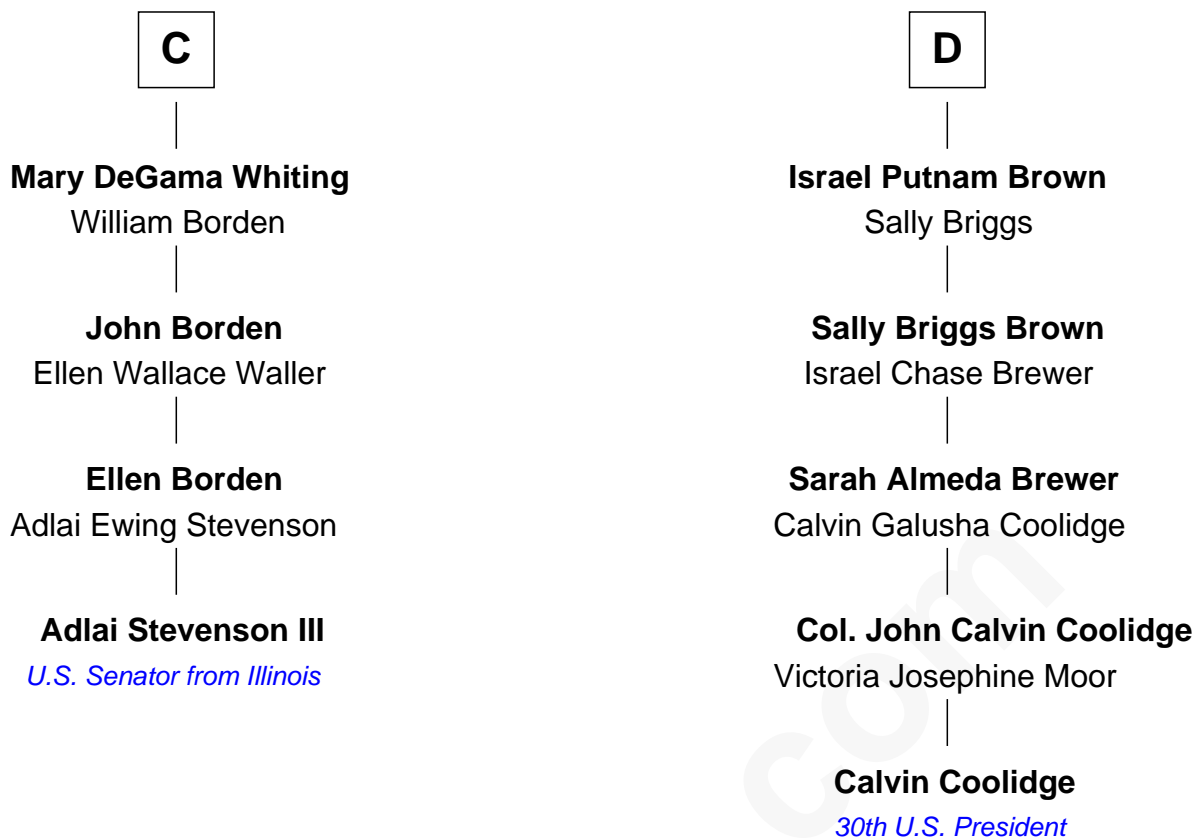 C
Mary DeGama Whiting
William Borden
John Borden
Ellen Wallace Waller
Ellen Borden
Adlai Ewing Stevenson
Adlai Stevenson III
U.S. Senator from Illinois
D
Israel Putnam Brown
Sally Briggs
Sally Briggs Brown
Israel Chase Brewer
Sarah Almeda Brewer
Calvin Galusha Coolidge
Col. John Calvin Coolidge
Victoria Josephine Moor
Calvin Coolidge
30th U.S. President
com